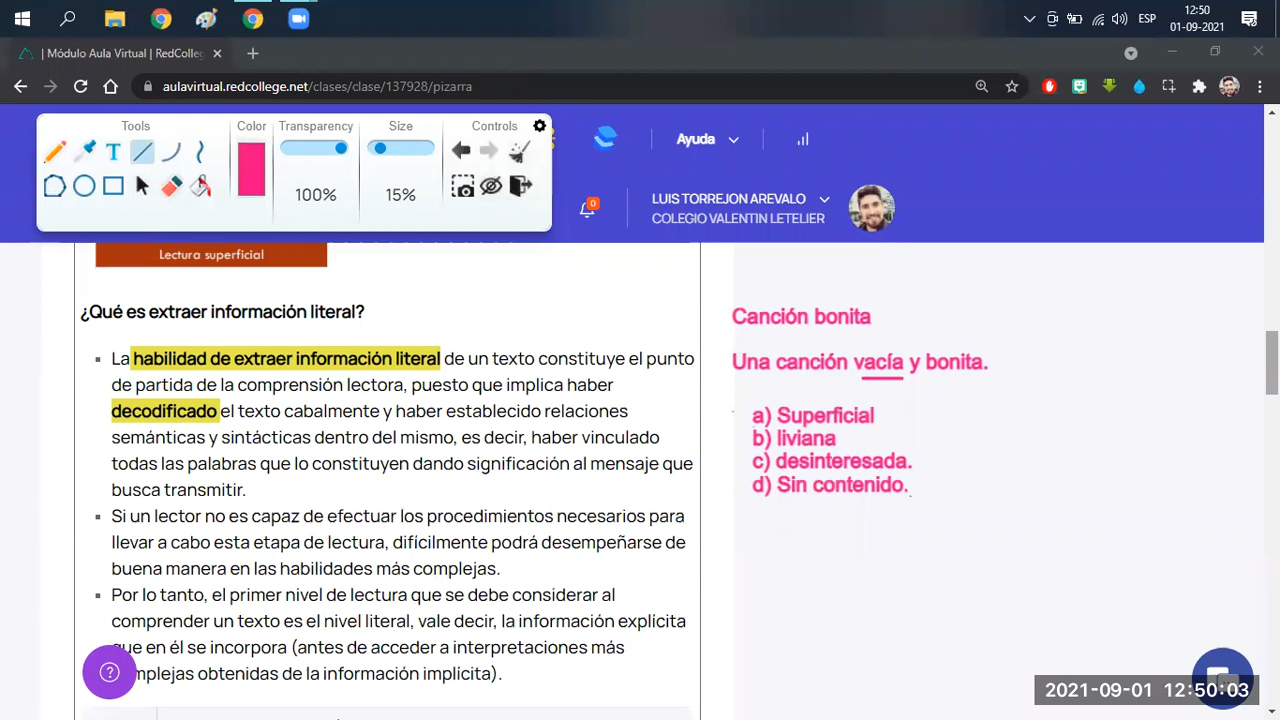 ESP
12:50
01-09-2021
| Módulo Aula Virtual | RedColleg
aulavirtual.redcollege.net/clases/clase/137928/pizarra
Tools
Color
Transparency
Size
Controls
100%
15%
Ayuda
0
LUIS TORREJON AREVALO
COLEGIO VALENTIN LETELIER
Lectura superficial
¿Qué es extraer información literal?
La habilidad de extraer información literal de un texto constituye el punto
de partida de la comprensión lectora, puesto que implica haber
decodificado el texto cabalmente y haber establecido relaciones
semánticas y sintácticas dentro del mismo, es decir, haber vinculado
todas las palabras que lo constituyen dando significación al mensaje que
busca transmitir.
Si un lector no es capaz de efectuar los procedimientos necesarios para
llevar a cabo esta etapa de lectura, difícilmente podrá desempeñarse de
buena manera en las habilidades más complejas.
Por lo tanto, el primer nivel de lectura que se debe considerar al
comprender un texto es el nivel literal, vale decir, la información explícita
que en él se incorpora (antes de acceder a interpretaciones más
mplejas obtenidas de la información implícita).
Canción bonita
Una canción vacía y bonita.
a) Superficial
b) liviana
c) desinteresada.
d) Sin contenido.
2021-09-01 12:50:03